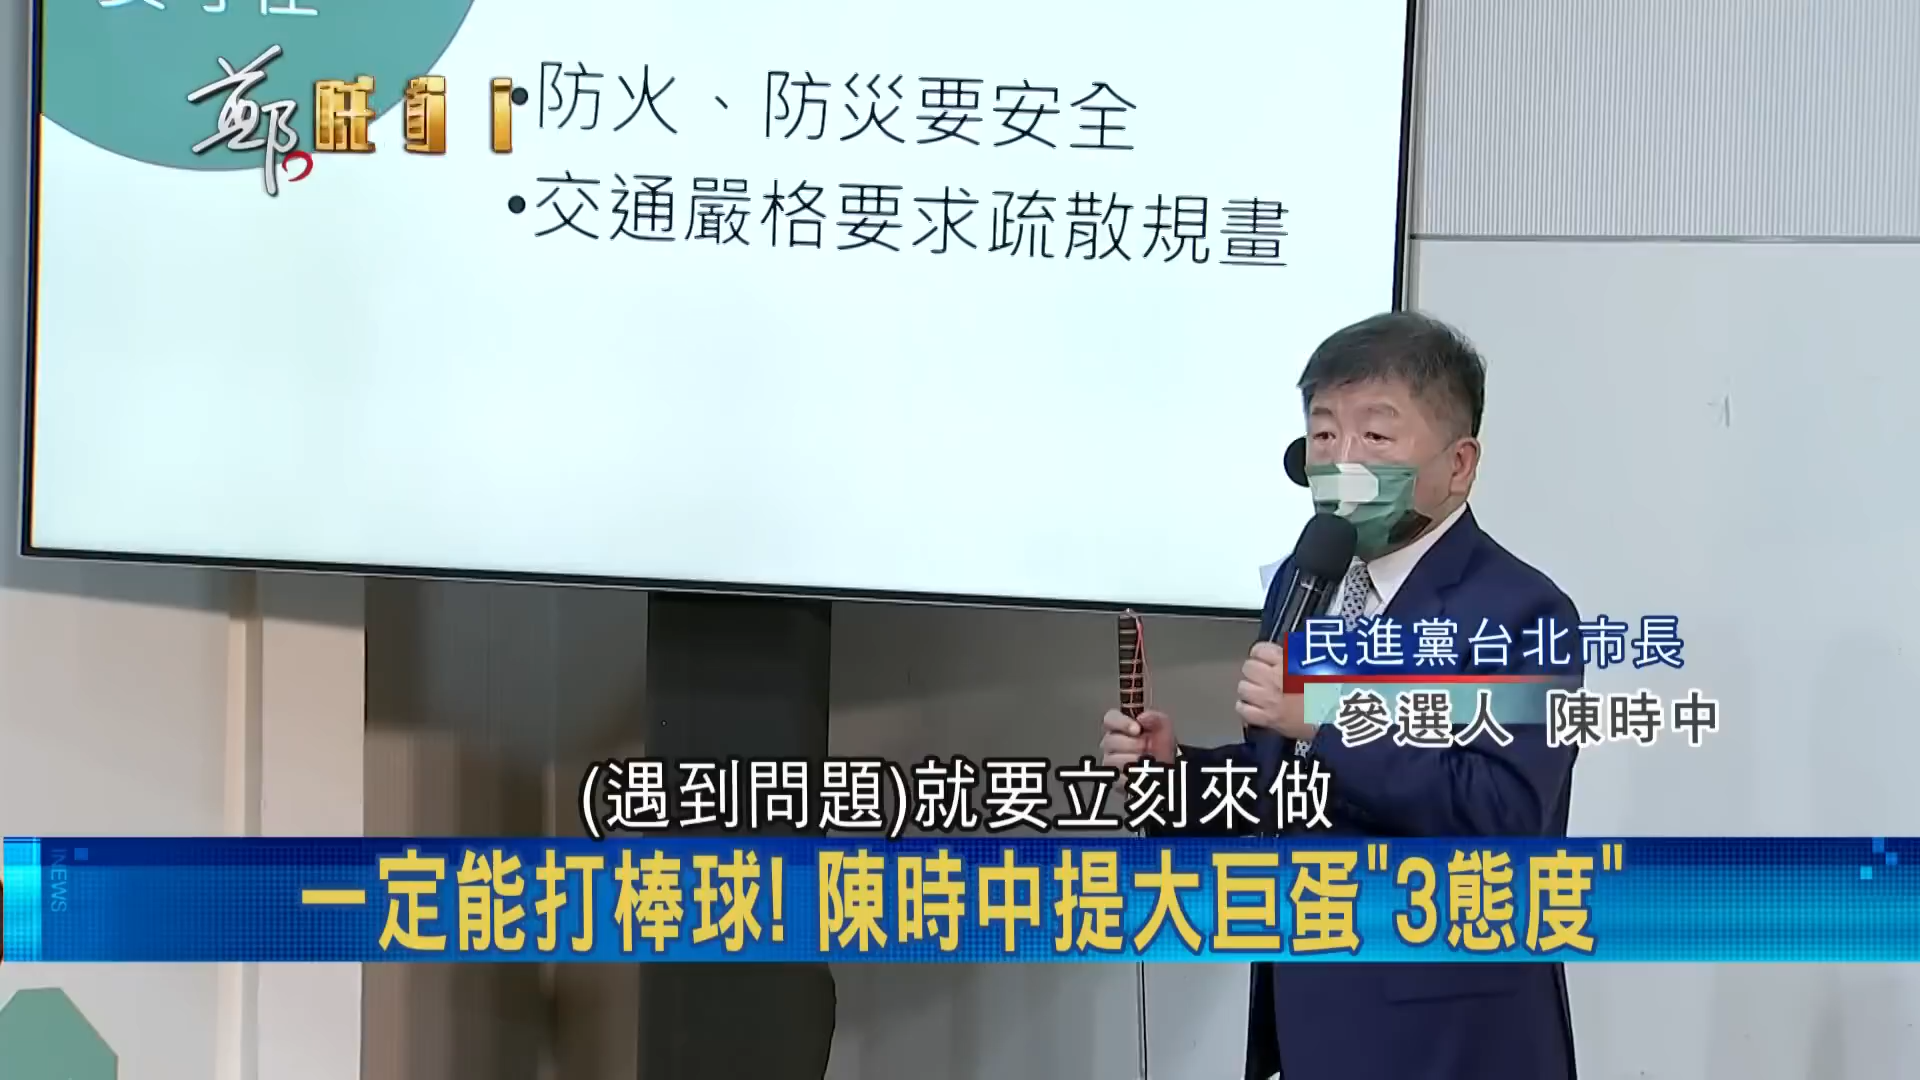 鄭
•防火、防災要安全
•交通嚴格要求疏散規畫
民進黨台北市長
參選人 陳時中
(遇到問題)就要立刻來做
一定能打棒球! 陳時中提大巨蛋"3態度"
INEWS